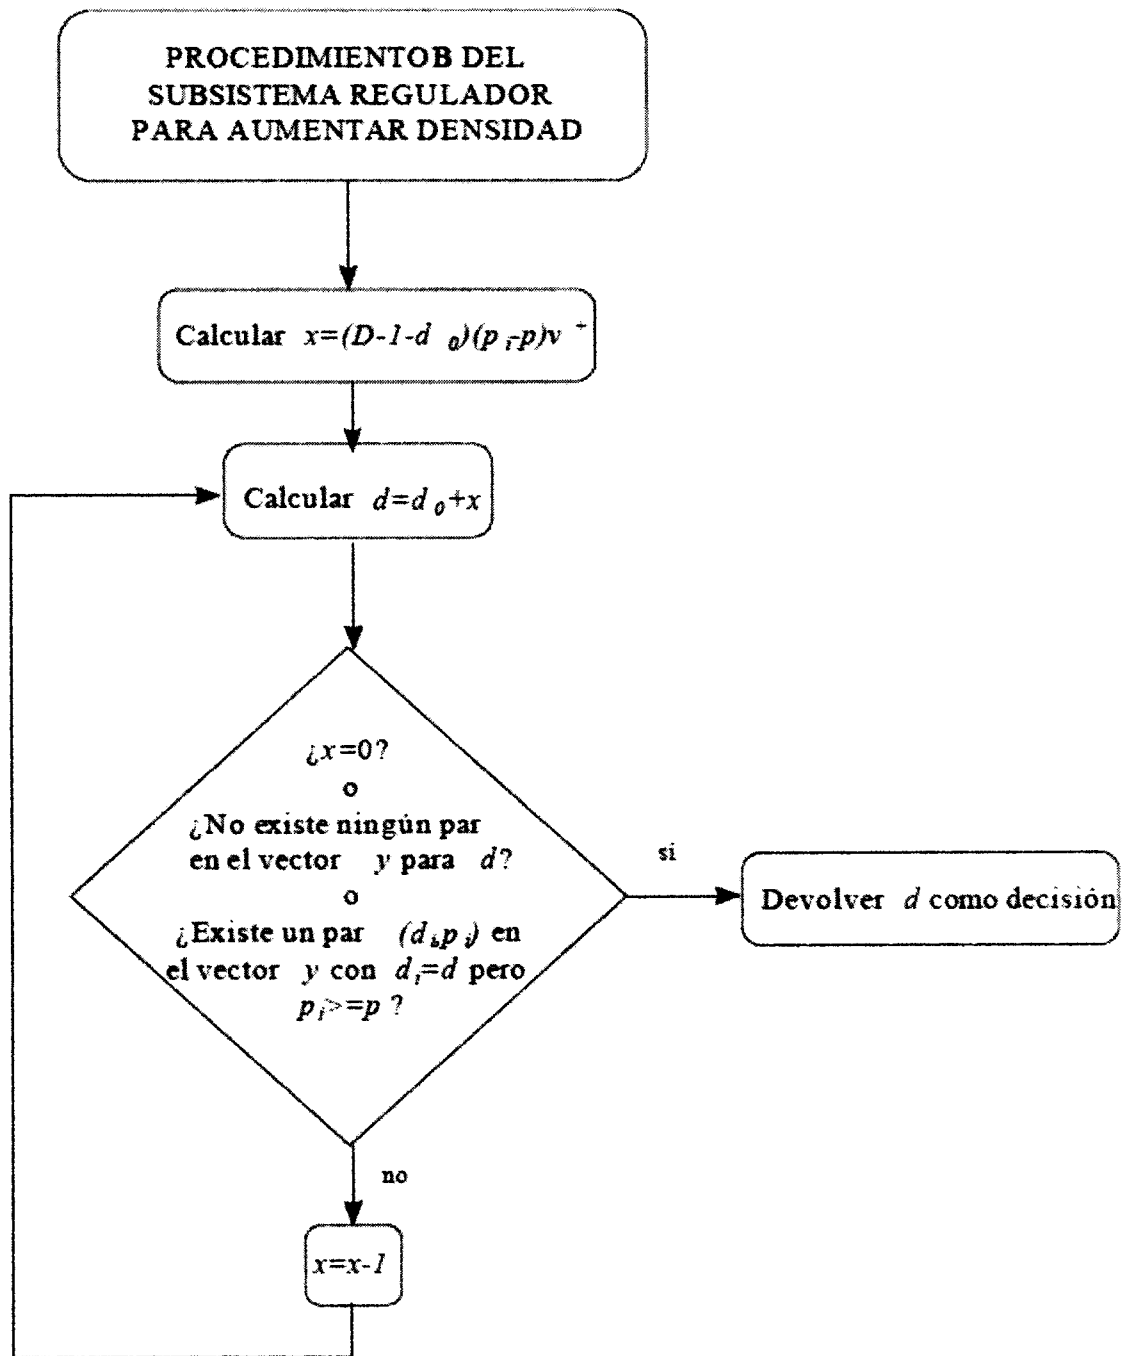 PROCEDIMIENTOB DEL
SUBSISTEMA REGULADOR
PARA AUMENTAR DENSIDAD
Calcular x=(D-1-d 0)(p i-p)v +
Calcular d=d 0+x
¿x=0?
o
¿No existe ningún par
en el vector y para d?
o
¿Existe un par (d i,p i) en
el vector y con d i=d pero
p i>=p ?
si
Devolver d como decisión
no
x=x-1